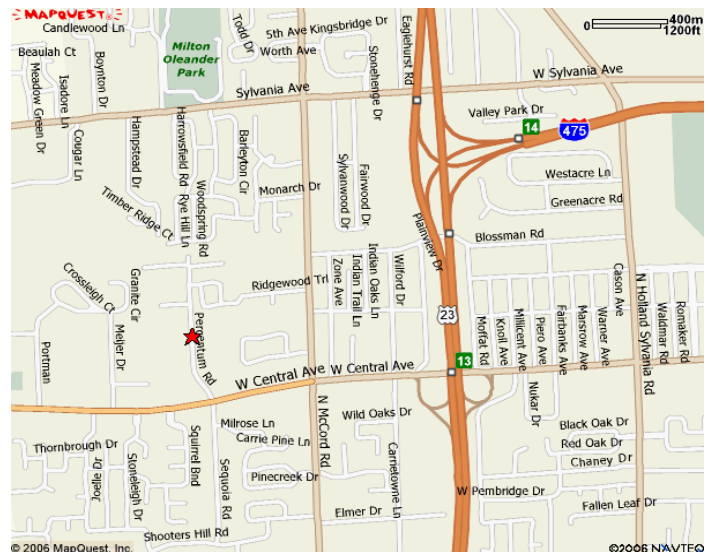 MAPQUEST
400m
0
1200ft
Candlewood Ln
5th Ave
Kingsbridge Dr
Todd Dr
Worth Ave
Eaglehurst Rd
Beaulah Ct
Milton
Oleander
Park
Meadow Green Dr
Isadore Ln
Boynton Dr
Stonehenge Dr
W Sylvania Ave
Sylvania Ave
Valley Park Dr
14
475
Cougar Ln
Hampstead Dr
Harrowsfield Rd
Rye Hill Ln
Woodspring Rd
Barleyton Cir
Sylvanwood Dr
Fairwood Dr
Westacre Ln
Monarch Dr
Greenacre Rd
Timber Ridge Ct
Plainview Dr
Blossman Rd
Crossleigh Ct
Granite Cir
Ridgewood Trl
Zone Ave
Indian Trail Ln
Indian Oaks Ln
Wilford Dr
Cason Ave
N Holland Sylvania Rd
23
Portman
Meijer Dr
Percentum Rd
Moffat Rd
Knoll Ave
Millicent Ave
Piero Ave
Fairbanks Ave
Marsrow Ave
Warner Ave
Waldmar Rd
Romaker Rd
13
W Central Ave
W Central Ave
Nukar Dr
N McCord Rd
Wild Oaks Dr
Milrose Ln
Carrie Pine Ln
Black Oak Dr
Red Oak Dr
Chaney Dr
Thornbrough Dr
Joelle Dr
Stoneleigh Dr
Squirel Bnd
Sequoia Rd
Pinecreek Dr
Carrietowne Ln
W Pembridge Dr
Fallen Leaf Dr
Elmer Dr
Shooters Hill Rd
© 2006 MapQuest, Inc.
©2006 NAVTEQ